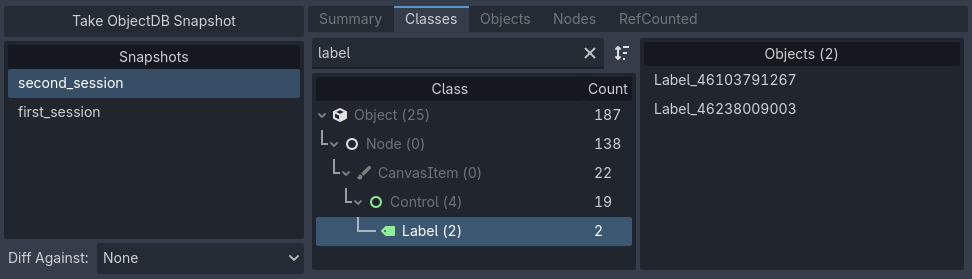 Take ObjectDB Snapshot
Snapshots
second_session
first_session
Diff Against: None
Summary Classes Objects Nodes RefCounted
label
Class Count
Object (25) 187
Node (0) 138
CanvasItem (0) 22
Control (4) 19
Label (2) 2
Objects (2)
Label_46103791267
Label_46238009003